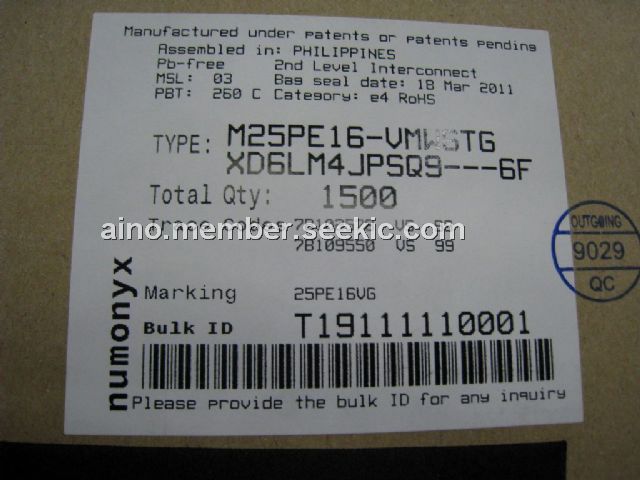 Manufactured under patents or patents pending
Assembled in: PHILIPPINES
Pb-free 2nd Level Interconnect
MSL: 03 Bag seal date: 18 Mar 2011
PBT: 260 C Category: e4 RoHS
TYPE: M25PE16-VMW6TG
XD6LM4JPSQ9---6F
Total Qty: 1500
Trace Codes
aino.member.seekic.com
7B109550 VS 99
OUTGOING
9029
QC
Marking 25PE16VG
Bulk ID T19111110001
numonyx
Please provide the bulk ID for any inquiry